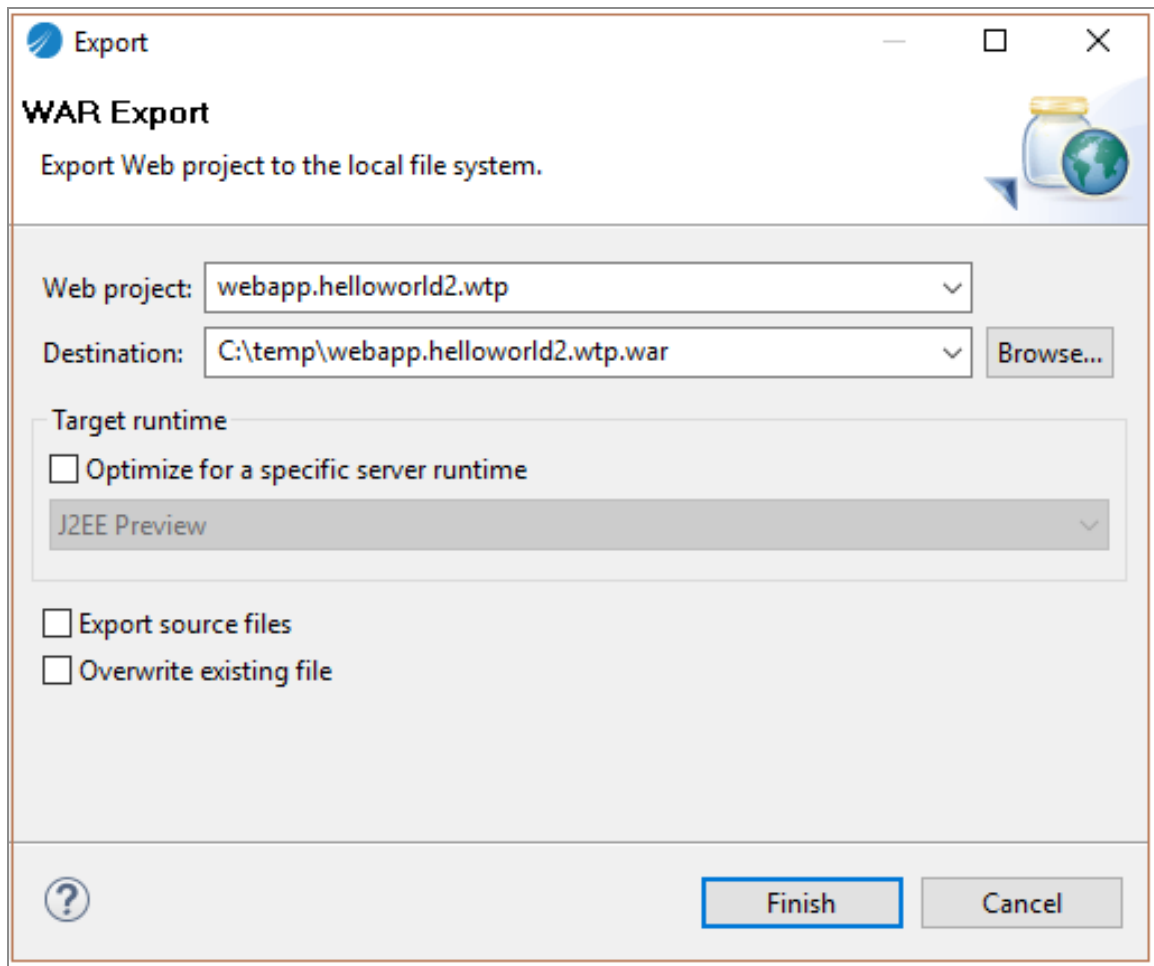 Export
WAR Export
Export Web project to the local file system.
Web project: webapp.helloworld2.wtp
Destination: C:\temp\webapp.helloworld2.wtp.war Browse...
Target runtime
Optimize for a specific server runtime
J2EE Preview
Export source files
Overwrite existing file
? Finish Cancel